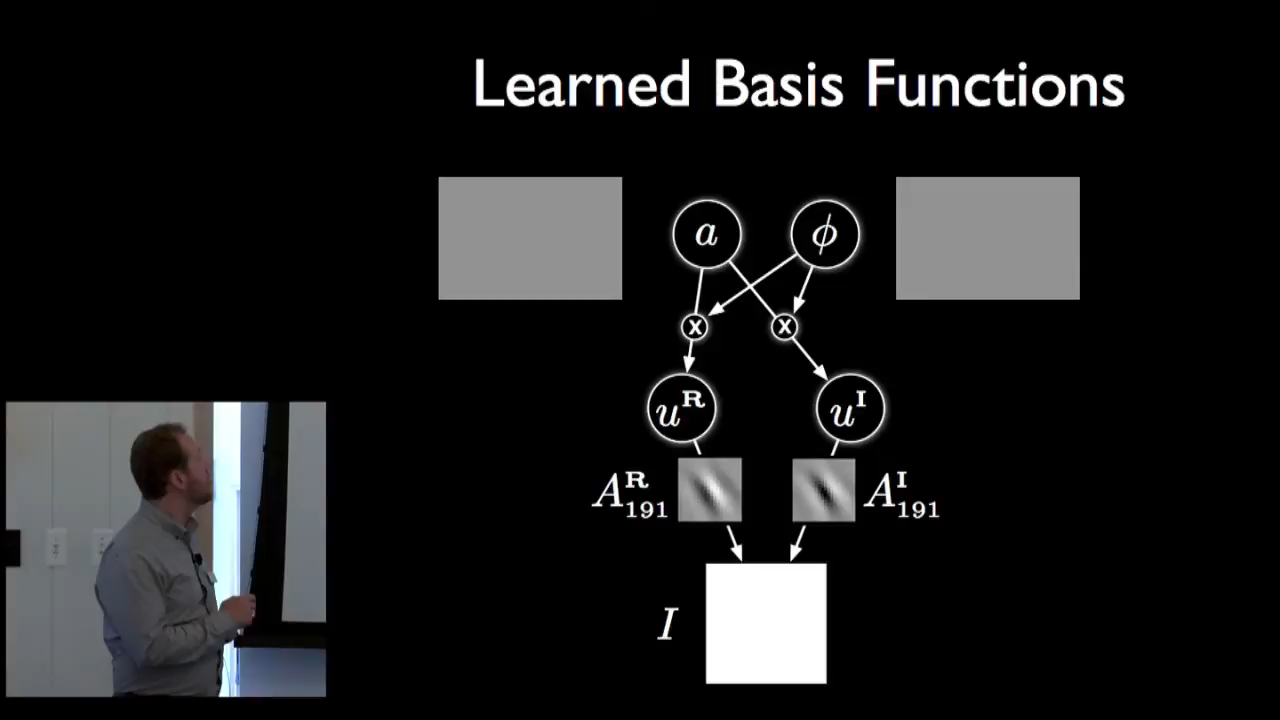 Learned Basis Functions
a ϕ
x x
u^R u^I
A^R_191 A^I_191
I